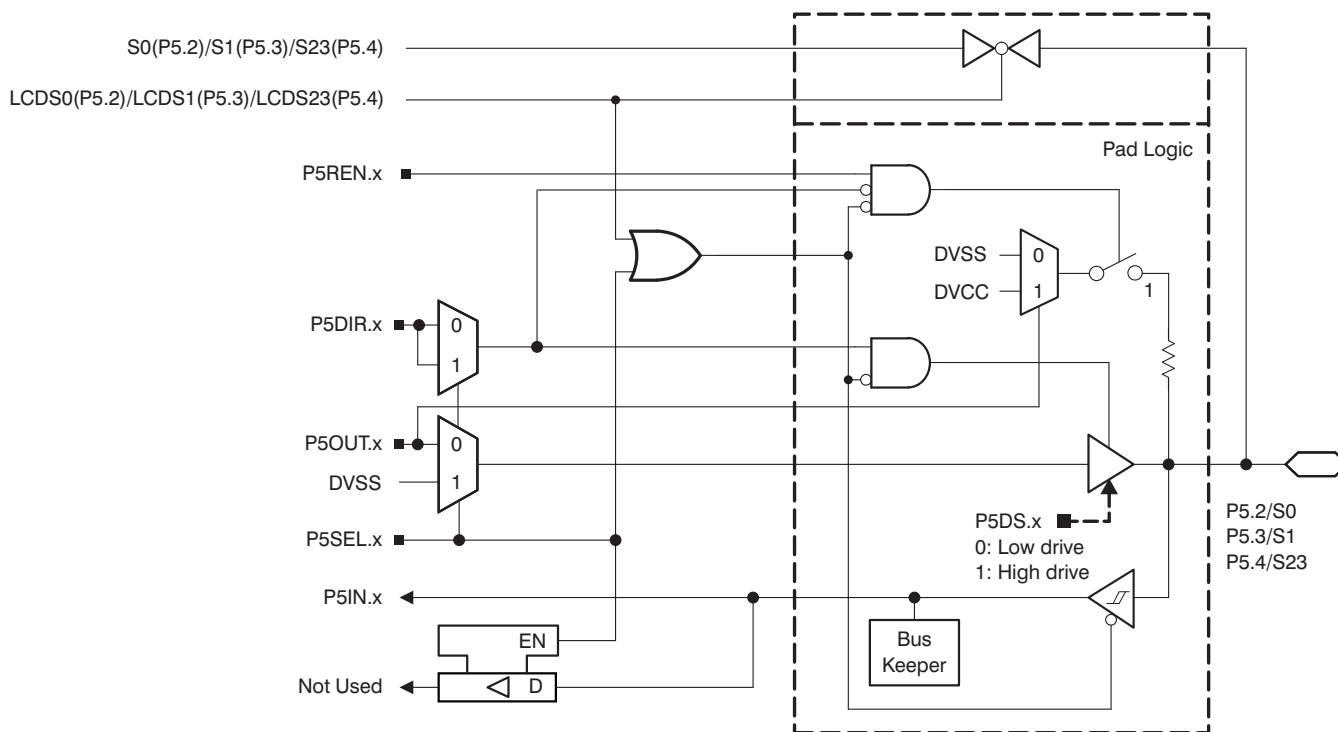 S0(P5.2)/S1(P5.3)/S23(P5.4)
LCDS0(P5.2)/LCDS1(P5.3)/LCDS23(P5.4)
Pad Logic
P5REN.x
DVSS
0
DVCC
1
1
P5DIR.x
0
1
P5OUT.x
0
DVSS
1
P5SEL.x
P5DS.x
0: Low drive
1: High drive
P5.2/S0
P5.3/S1
P5.4/S23
P5IN.x
Bus
Keeper
EN
Not Used
D